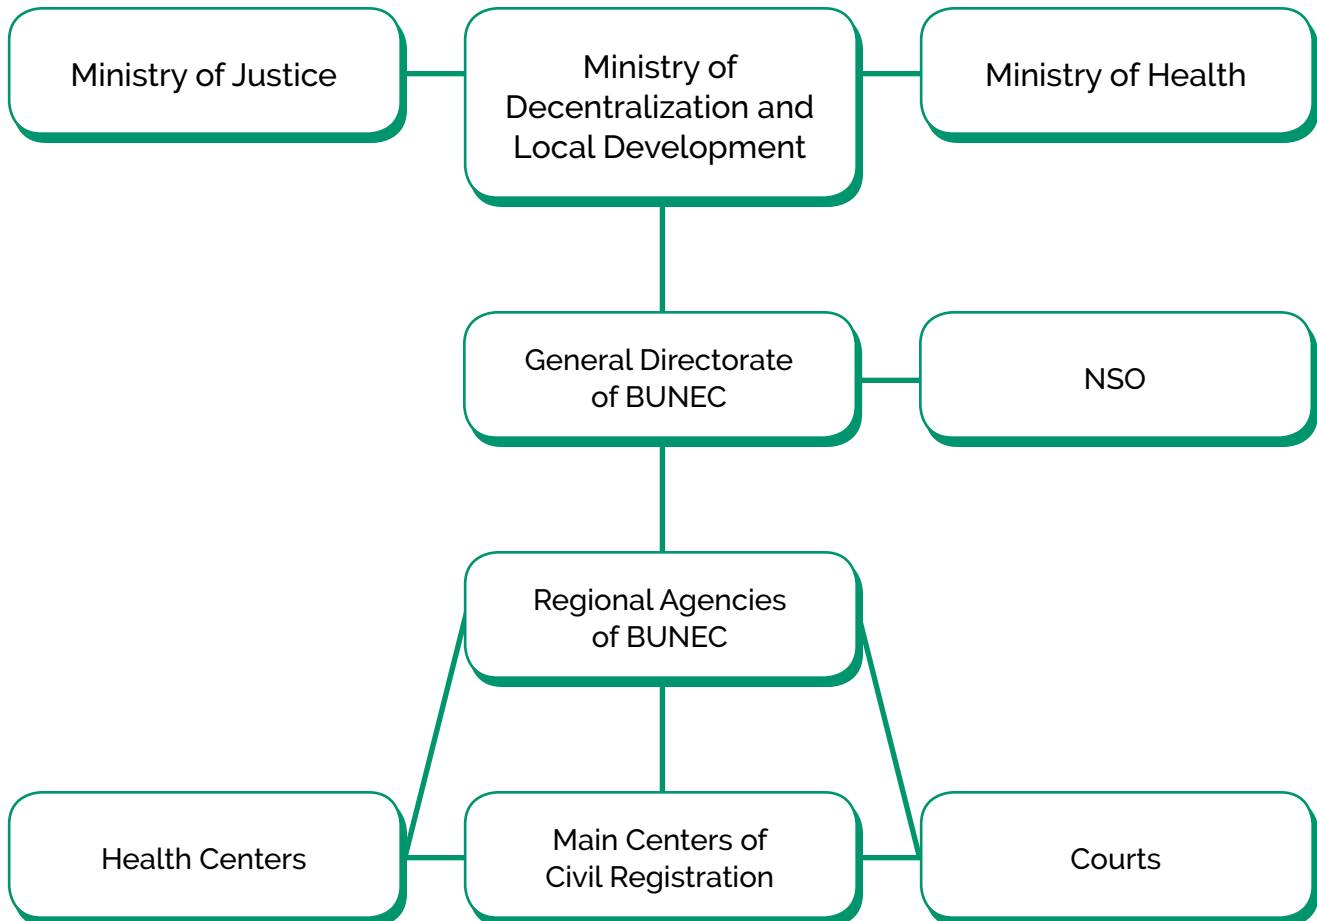 Ministry of Justice
Ministry of
Decentralization and
Local Development
Ministry of Health
General Directorate
of BUNEC
NSO
Regional Agencies
of BUNEC
Health Centers
Main Centers of
Civil Registration
Courts